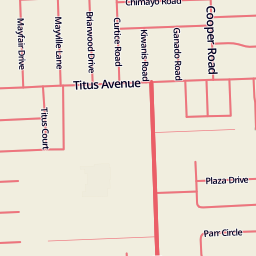 Chimayo Road
Mayfair Drive
Mayville Lane
Briarwood Drive
Curtice Road
Kiwanis Road
Ganado Road
Cooper Road
Titus Avenue
Titus Court
Plaza Drive
Parr Circle